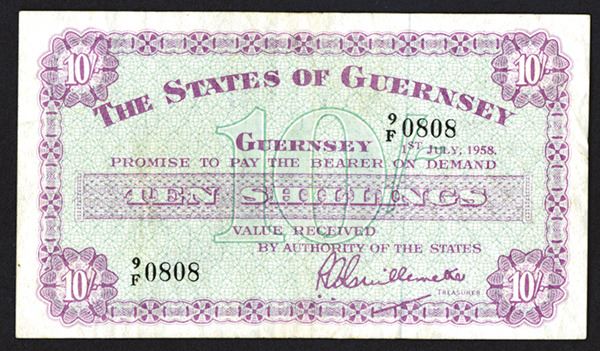 10/-
10/-
THE STATES OF GUERNSEY
10/-
9/F 0808
GUERNSEY 1ST JULY, 1958.
PROMISE TO PAY THE BEARER ON DEMAND
TEN SHILLINGS
VALUE RECEIVED
BY AUTHORITY OF THE STATES
9/F 0808
TREASURER
10/-
10/-